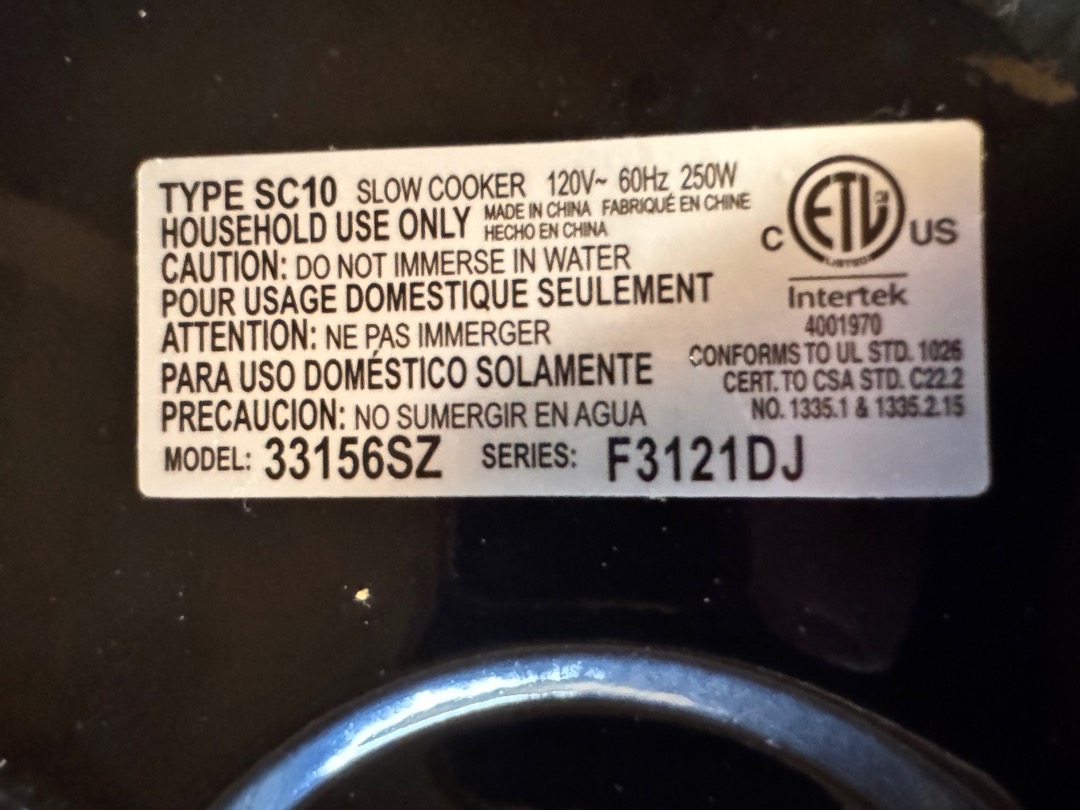 TYPE SC10 SLOW COOKER 120V~ 60Hz 250W
HOUSEHOLD USE ONLY MADE IN CHINA FABRIQUÉ EN CHINE
HECHO EN CHINA
CAUTION: DO NOT IMMERSE IN WATER
POUR USAGE DOMESTIQUE SEULEMENT
ATTENTION: NE PAS IMMERGER
PARA USO DOMÉSTICO SOLAMENTE
PRECAUCION: NO SUMERGIR EN AGUA
MODEL: 33156SZ SERIES: F3121DJ
C ETL US
LISTED
Intertek
4001970
CONFORMS TO UL STD. 1026
CERT. TO CSA STD. C22.2
NO. 1335.1 & 1335.2.15